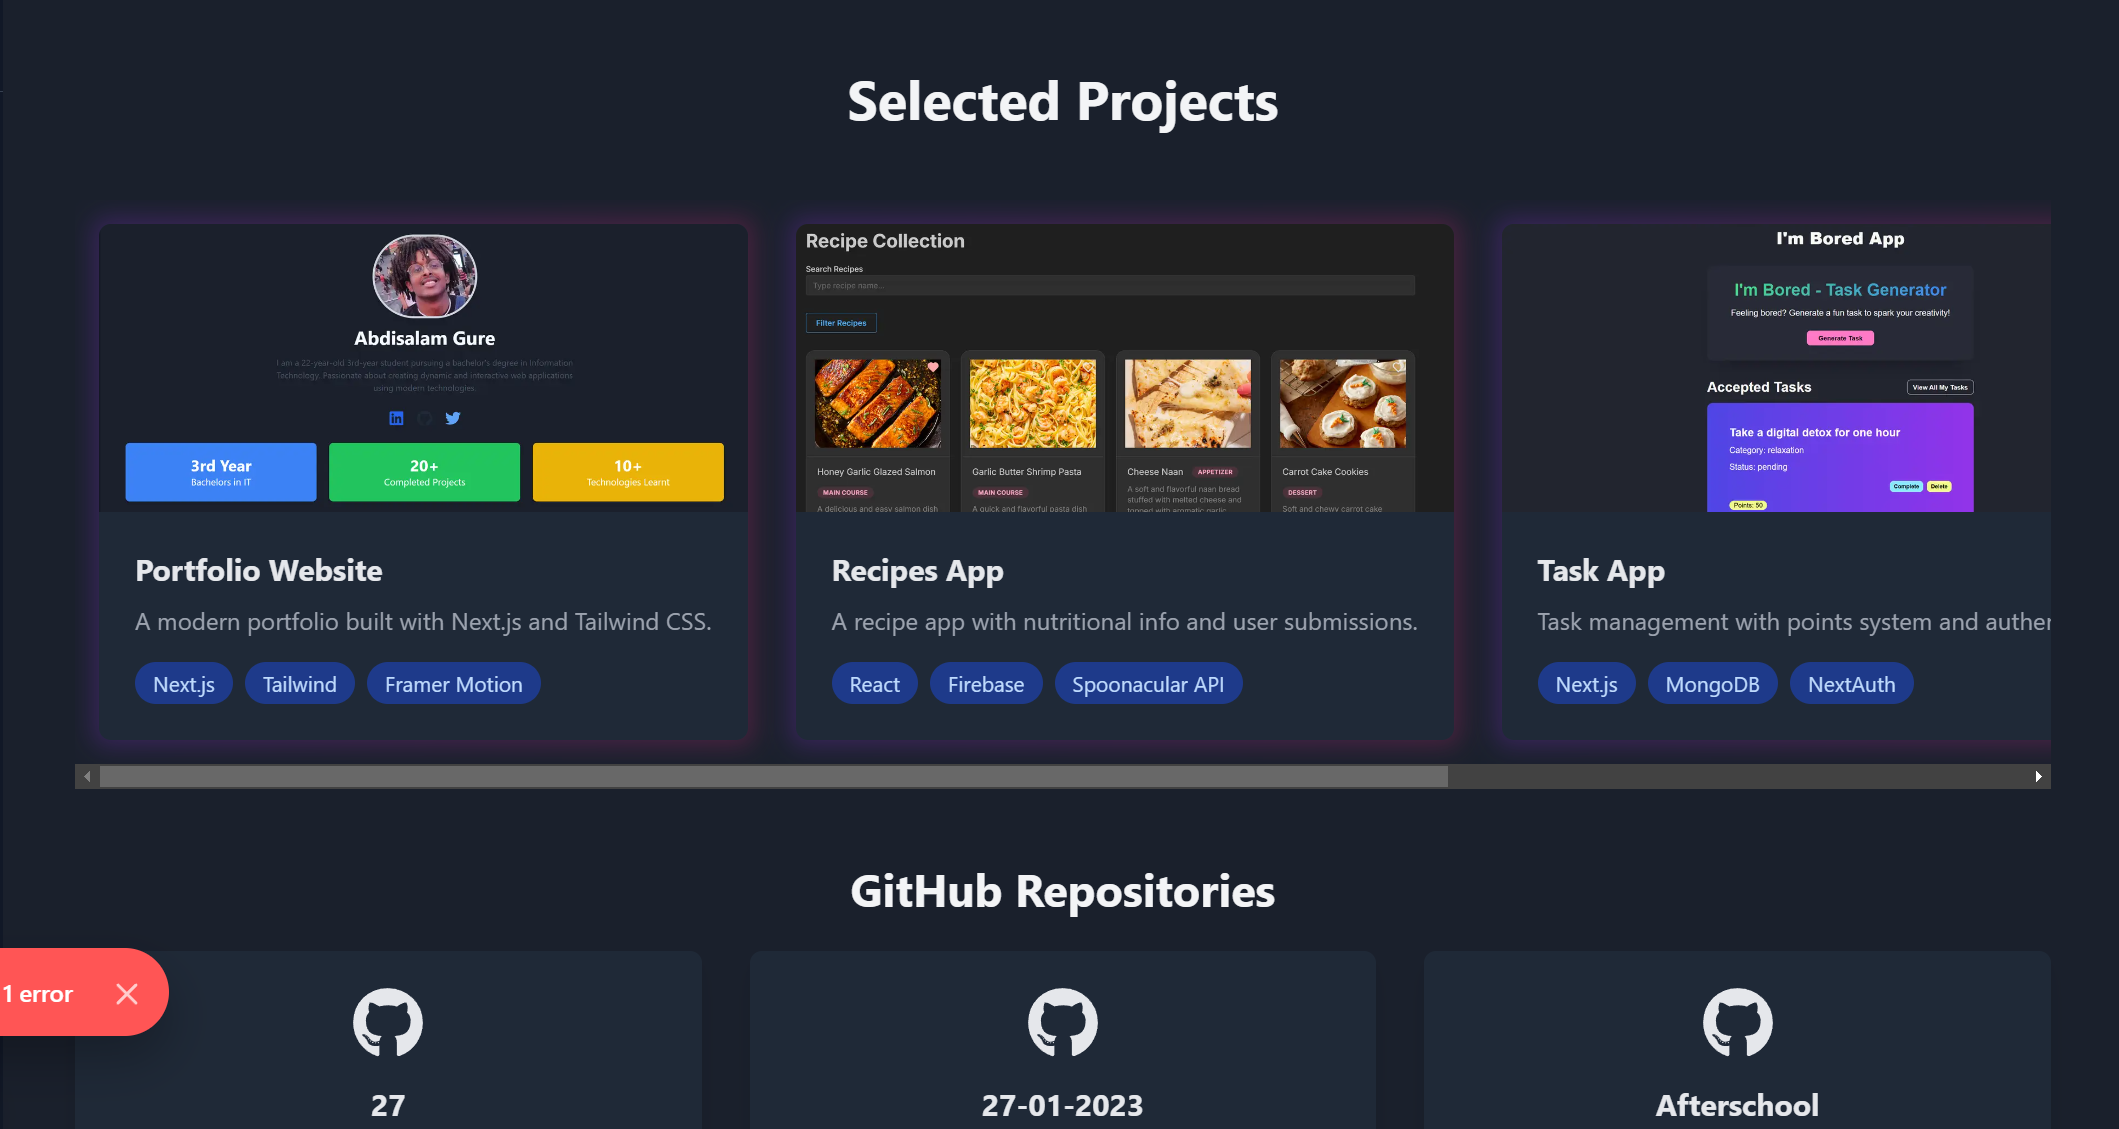 Selected Projects
Abdisalam Gure
I am a 22-year-old 3rd-year student pursuing a bachelor's degree in Information
Technology. Passionate about creating dynamic and interactive web applications
using modern technologies.
3rd Year
Bachelors in IT
20+
Completed Projects
10+
Technologies Learnt
Portfolio Website
A modern portfolio built with Next.js and Tailwind CSS.
Next.js
Tailwind
Framer Motion
Recipe Collection
Search Recipes
Type recipe name...
Filter Recipes
Honey Garlic Glazed Salmon
MAIN COURSE
A delicious and easy salmon dish
Garlic Butter Shrimp Pasta
MAIN COURSE
A quick and flavorful pasta dish
Cheese Naan
APPETIZER
A soft and flavorful naan bread
stuffed with melted cheese and
topped with aromatic garlic
Carrot Cake Cookies
DESSERT
Soft and chewy carrot cake
Recipes App
A recipe app with nutritional info and user submissions.
React
Firebase
Spoonacular API
I'm Bored App
I'm Bored - Task Generator
Feeling bored? Generate a fun task to spark your creativity!
Generate Task
Accepted Tasks
View All My Tasks
Take a digital detox for one hour
Category: relaxation
Status: pending
Complete
Delete
Points: 50
Task App
Task management with points system and auther
Next.js
MongoDB
NextAuth
GitHub Repositories
1 error
27
27-01-2023
Afterschool